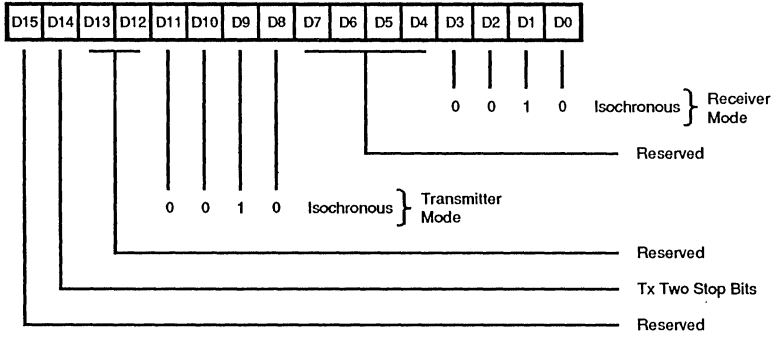 D15 D14 D13 D12 D11 D10 D9 D8 D7 D6 D5 D4 D3 D2 D1 D0
0 0 1 0 Isochronous Receiver
Mode
Reserved
0 0 1 0 Isochronous Transmitter
Mode
Reserved
Tx Two Stop Bits
Reserved